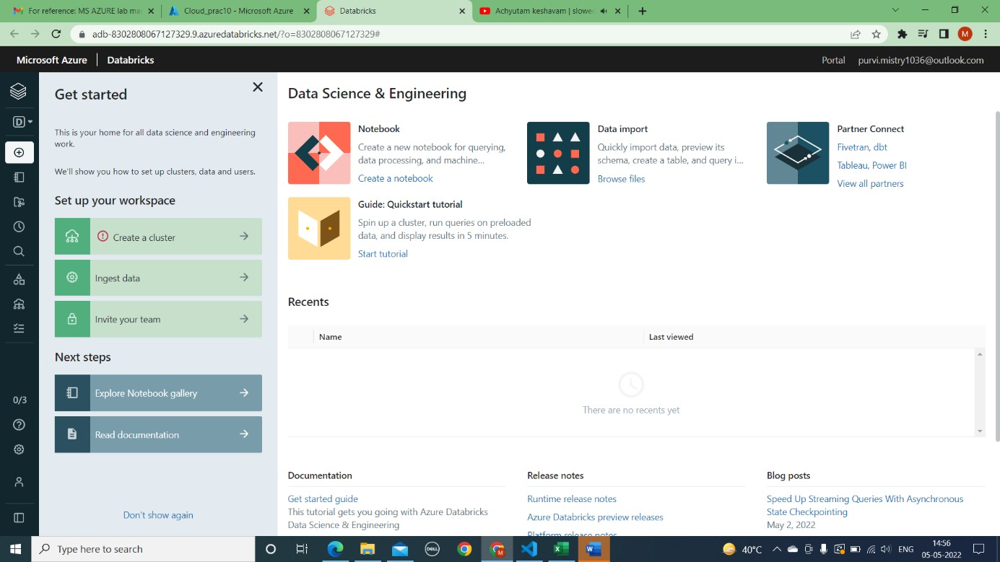 For reference: MS AZURE lab ma
Cloud_prac10 - Microsoft Azure
Databricks
Achyutam keshavam | slowe
adb-8302808067127329.9.azuredatabricks.net/?o=8302808067127329#
M
Microsoft Azure
Databricks
Portal
purvi.mistry1036@outlook.com
D
Get started
This is your home for all data science and engineering
work.
We'll show you how to set up clusters, data and users.
Set up your workspace
Create a cluster
Ingest data
Invite your team
Next steps
Explore Notebook gallery
Read documentation
Don't show again
0/3
Data Science & Engineering
Notebook
Create a new notebook for querying,
data processing, and machine...
Create a notebook
Data import
Quickly import data, preview its
schema, create a table, and query i...
Browse files
Partner Connect
Fivetran, dbt
Tableau, Power BI
View all partners
Guide: Quickstart tutorial
Spin up a cluster, run queries on preloaded
data, and display results in 5 minutes.
Start tutorial
Recents
Name
Last viewed
There are no recents yet
Documentation
Get started guide
This tutorial gets you going with Azure Databricks
Data Science & Engineering
Release notes
Runtime release notes
Azure Databricks preview releases
Platform release notes
Blog posts
Speed Up Streaming Queries With Asynchronous
State Checkpointing
May 2, 2022
Type here to search
DELL
M
40°C
ENG
14:56
05-05-2022